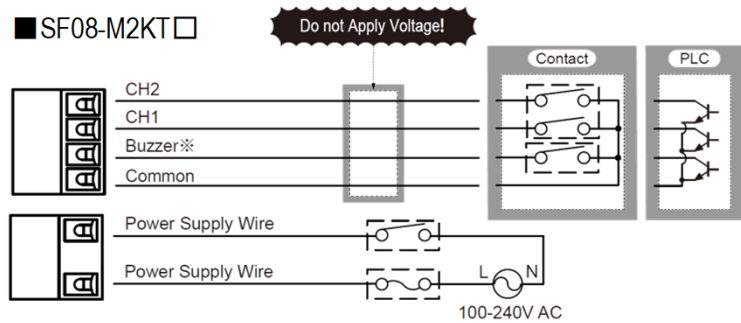 ■SF08-M2KT□
Do not Apply Voltage!
Contact
PLC
CH2
CH1
Buzzer※
Common
Power Supply Wire
Power Supply Wire
L
N
100-240V AC